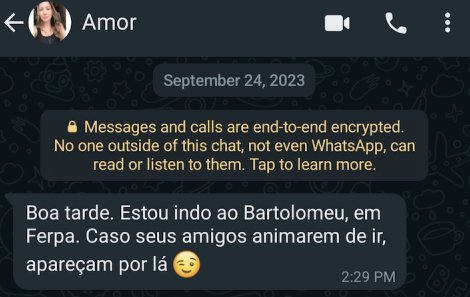 Amor
September 24, 2023
🔒 Messages and calls are end-to-end encrypted.
No one outside of this chat, not even WhatsApp, can
read or listen to them. Tap to learn more.
Boa tarde. Estou indo ao Bartolomeu, em
Ferpa. Caso seus amigos animarem de ir,
apareçam por lá 😉
2:29 PM